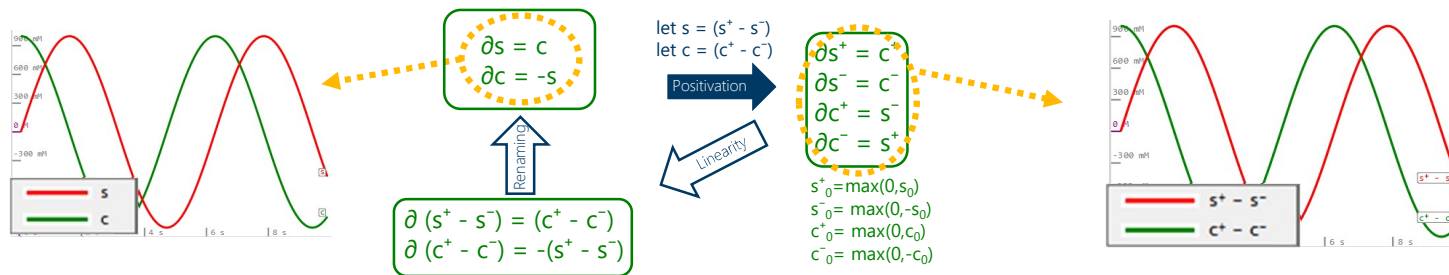 900 mM
600 mM
300 mM
0 M
-300 mM
s
c
s
c
4 s
6 s
8 s
∂s = c
∂c = -s
Renaming
∂ (s⁺ - s⁻) = (c⁺ - c⁻)
∂ (c⁺ - c⁻) = -(s⁺ - s⁻)
let s = (s⁺ - s⁻)
let c = (c⁺ - c⁻)
Positivation
Linearity
∂s⁺ = c⁺
∂s⁻ = c⁻
∂c⁺ = s⁻
∂c⁻ = s⁺
s⁺₀=max(0,s₀)
s⁻₀= max(0,-s₀)
c⁺₀=max(0,c₀)
c⁻₀= max(0,-c₀)
900 mM
600 mM
300 mM
0 M
-300 mM
s⁺ - s⁻
c⁺ - c
s⁺ - s⁻
c⁺ - c⁻
6 s
8 s